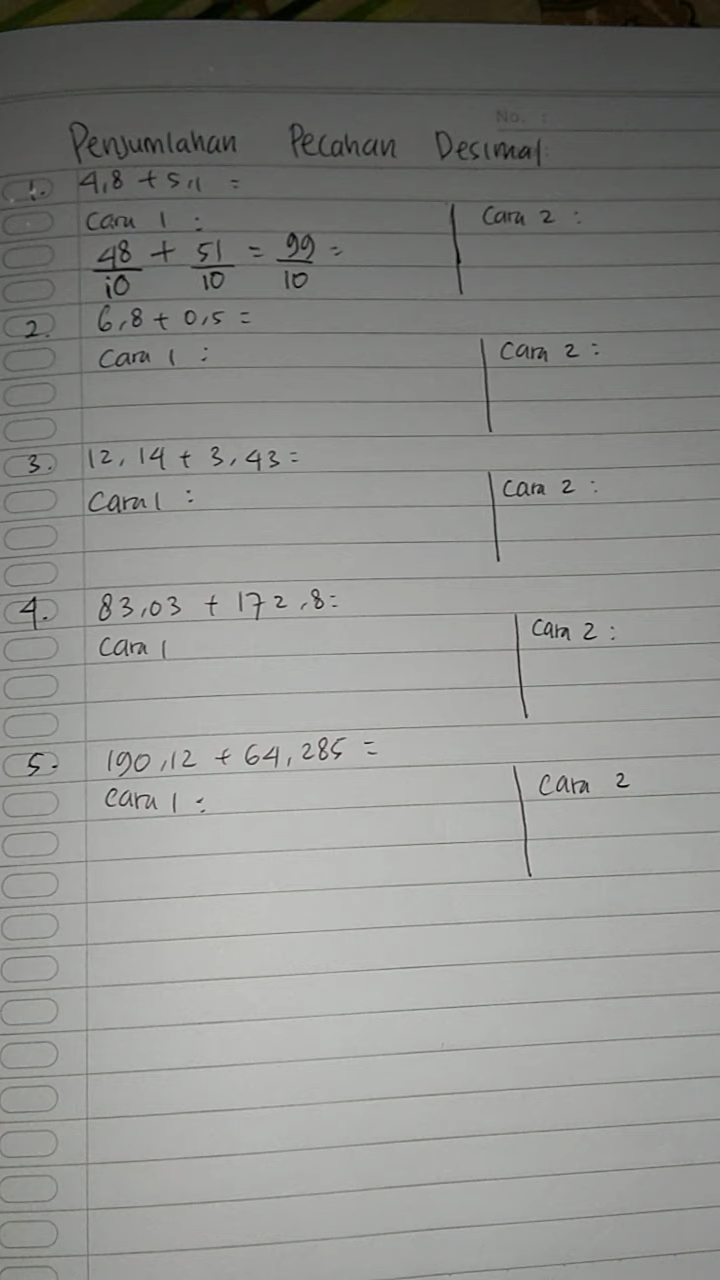 No. :
Penjumlahan Pecahan Desimal:
1. 4,8 + 5,1 =
Cara 1 : Cara 2 :
48/10 + 51/10 = 99/10 =
2. 6,8 + 0,5 =
Cara 1 : Cara 2 :
3. 12,14 + 3,43 =
Cara 1 : Cara 2 :
4. 83,03 + 172,8 =
Cara 1 Cara 2 :
5. 190,12 + 64,285 =
Cara 1 : Cara 2